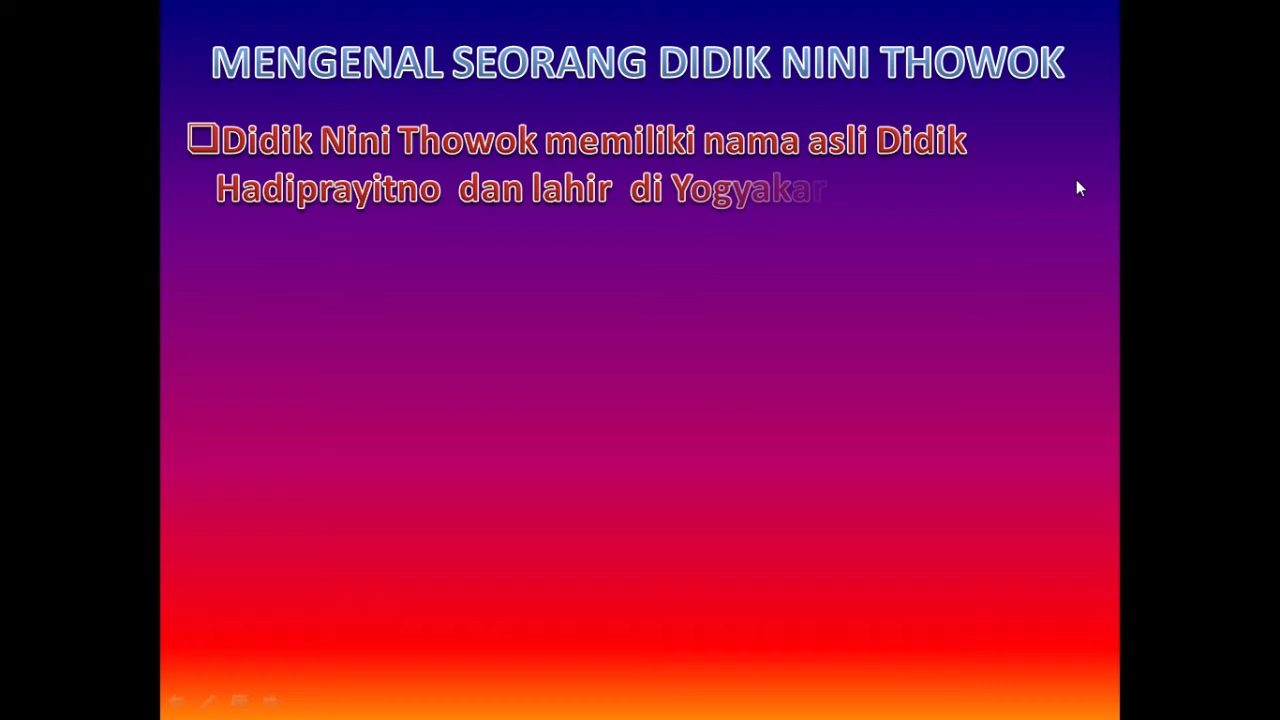 MENGENAL SEORANG DIDIK NINI THOWOK
❑Didik Nini Thowok memiliki nama asli Didik
Hadiprayitno dan lahir di Yogyakar